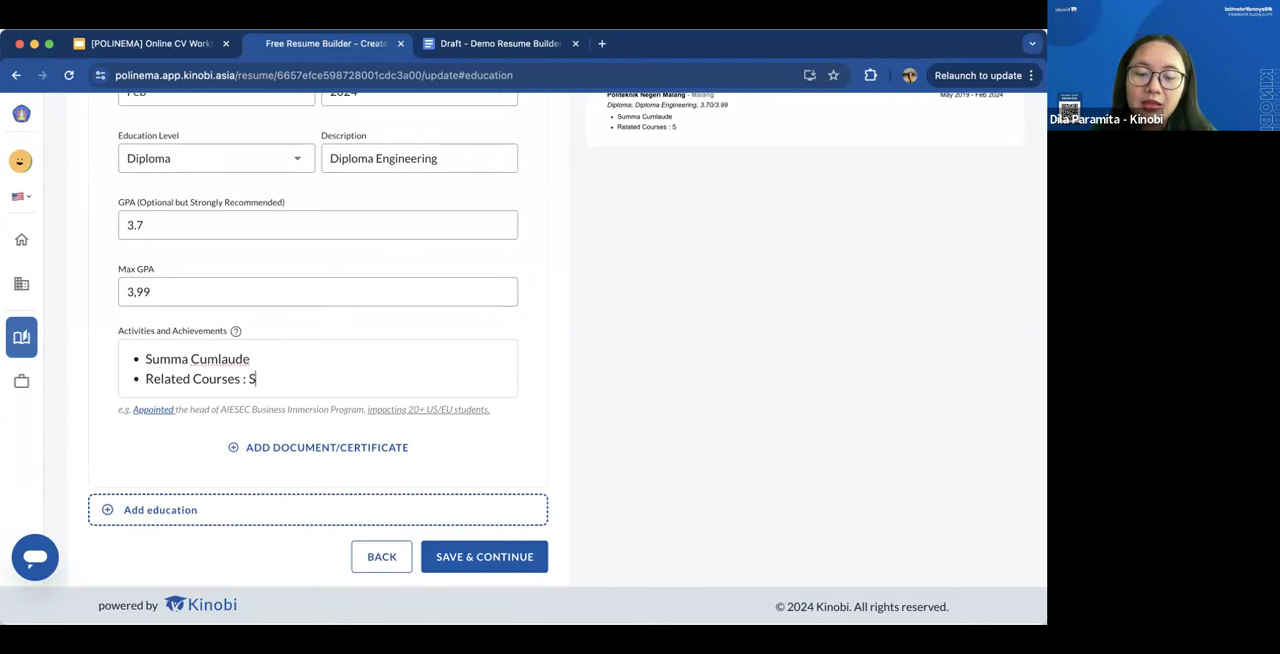 [POLINEMA] Online CV Work
Free Resume Builder - Create
Draft - Demo Resume Builder
polinema.app.kinobi.asia/resume/6657efce598728001cdc3a00/update#education
Relaunch to update
Feb
2024
Education Level
Description
Diploma
Diploma Engineering
GPA (Optional but Strongly Recommended)
3.7
Max GPA
3,99
Activities and Achievements
• Summa Cumlaude
• Related Courses : S
e.g. Appointed the head of AIESEC Business Immersion Program, impacting 20+ US/EU students.
ADD DOCUMENT/CERTIFICATE
Add education
BACK
SAVE & CONTINUE
powered by Kinobi
© 2024 Kinobi. All rights reserved.
Politeknik Negeri Malang - Malang
May 2019 - Feb 2024
Diploma, Diploma Engineering, 3.70/3.99
• Summa Cumlaude
• Related Courses : S
Dila Paramita - Kinobi
KINOBI